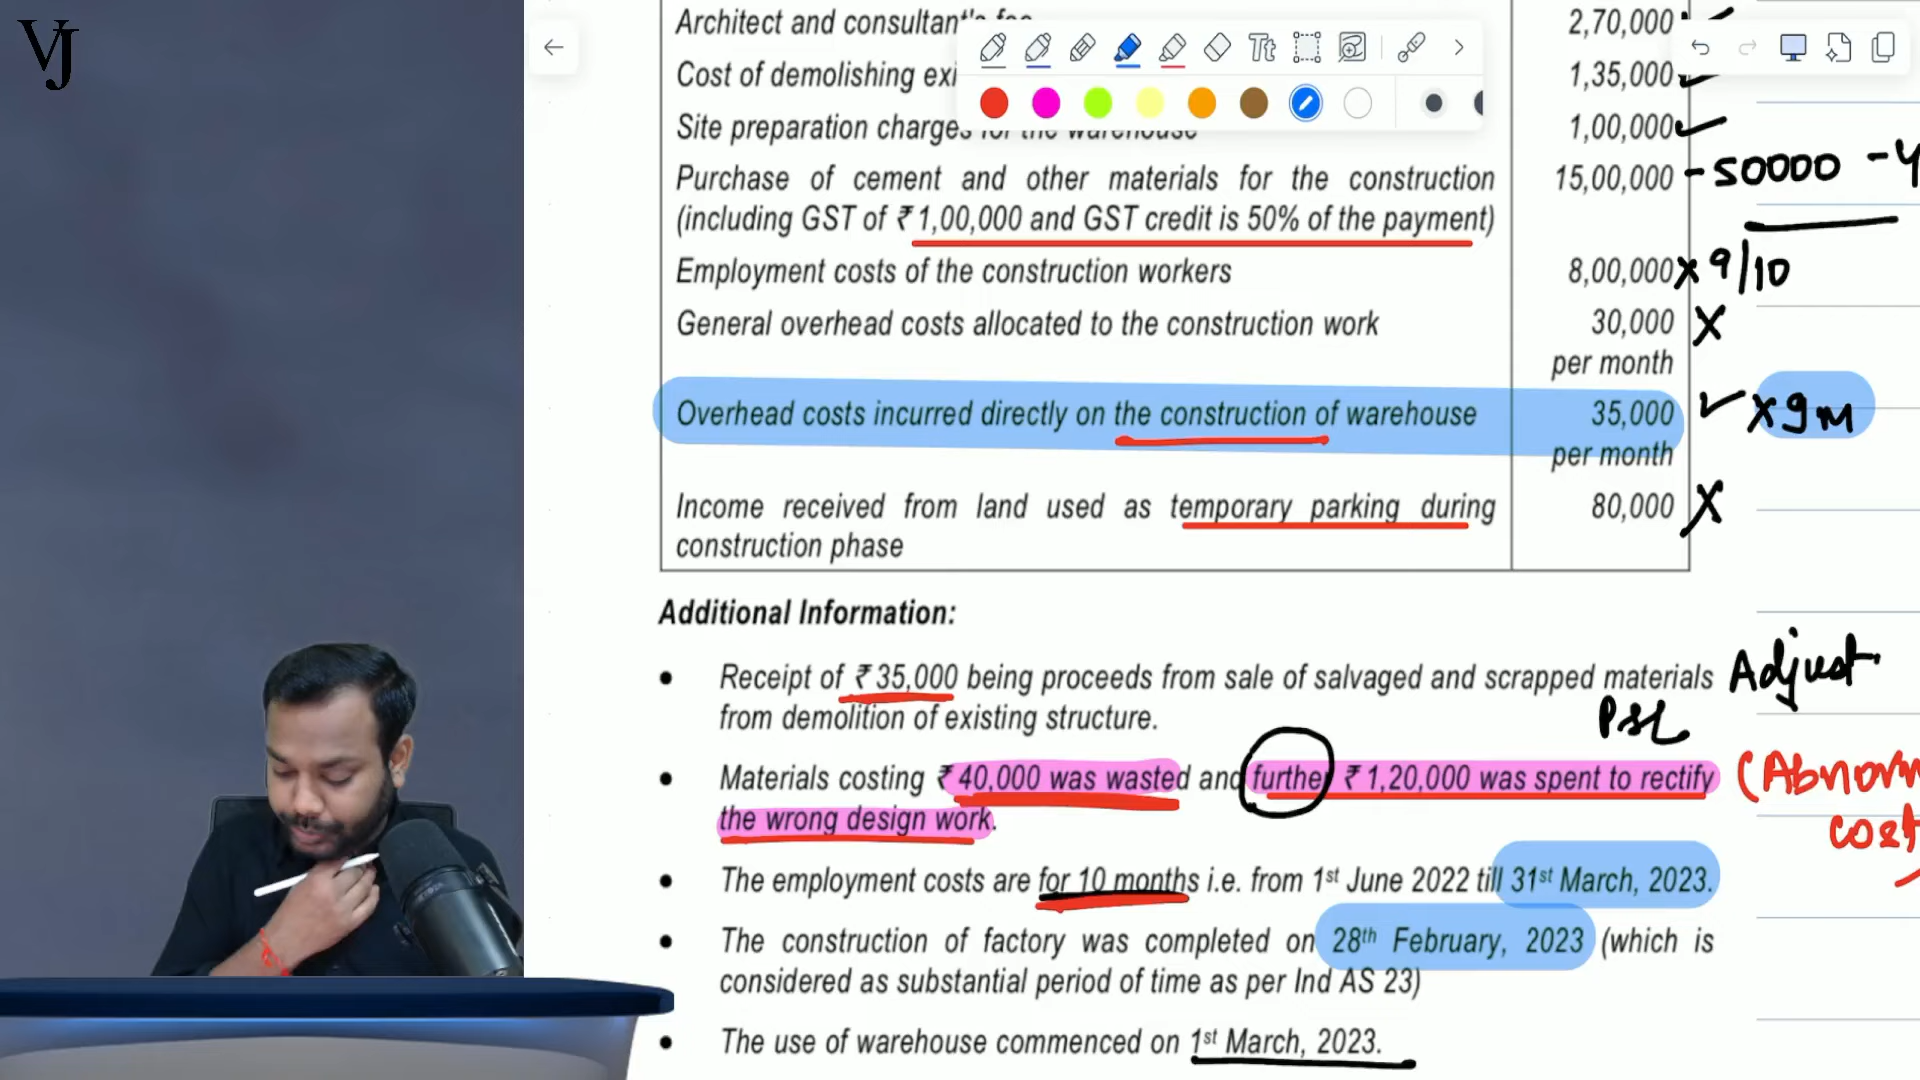 VJ
Architect and consultant's fee 2,70,000
Tt
Cost of demolishing exi 1,35,000
Site preparation charges for the warehouse 1,00,000
Purchase of cement and other materials for the construction 15,00,000 - 50000 -4
(including GST of ₹ 1,00,000 and GST credit is 50% of the payment)
Employment costs of the construction workers 8,00,000 x 9/10
General overhead costs allocated to the construction work 30,000 X
per month
Overhead costs incurred directly on the construction of warehouse 35,000 ✓ x 9m
per month
Income received from land used as temporary parking during 80,000 X
construction phase
Additional Information:
• Receipt of ₹ 35,000 being proceeds from sale of salvaged and scrapped materials Adjust
from demolition of existing structure. P&L
• Materials costing ₹ 40,000 was wasted and further ₹ 1,20,000 was spent to rectify (Abnorm
the wrong design work. cost
• The employment costs are for 10 months i.e. from 1st June 2022 till 31st March, 2023.
• The construction of factory was completed on 28th February, 2023 (which is
considered as substantial period of time as per Ind AS 23)
• The use of warehouse commenced on 1st March, 2023.